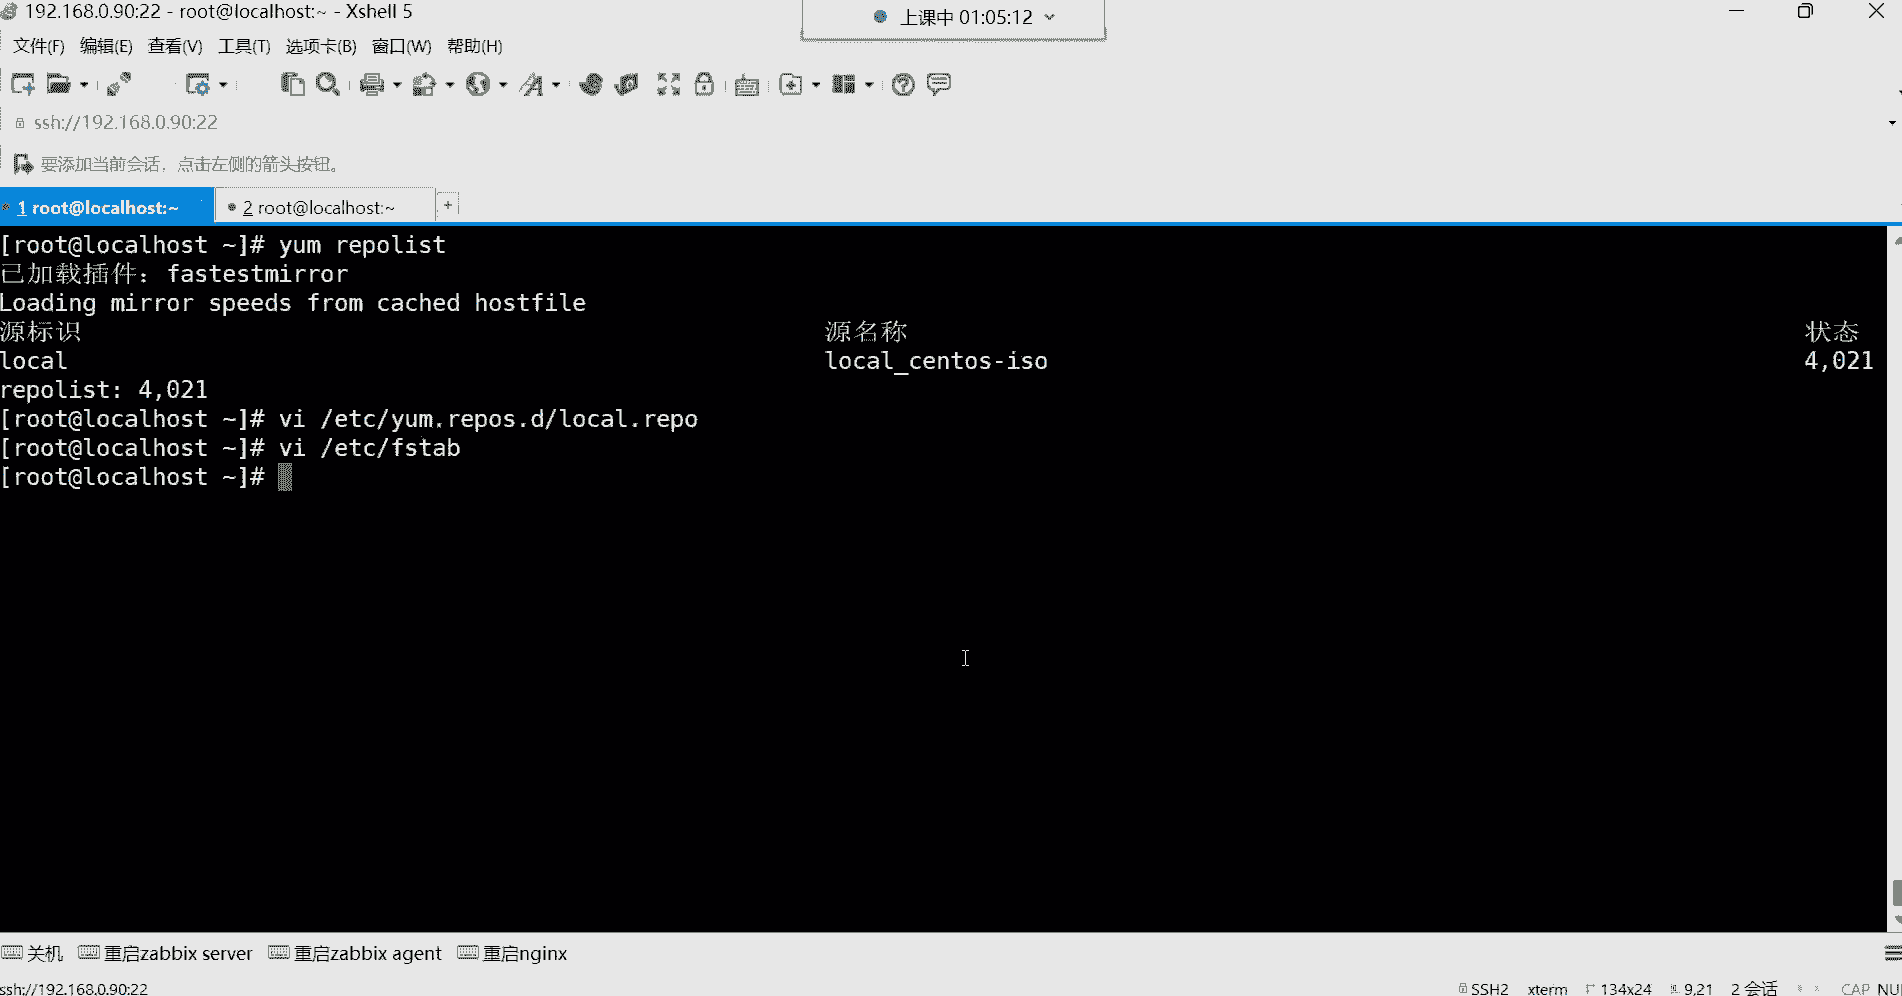 192.168.0.90:22 - root@localhost:~ - Xshell 5
上课中 01:05:12
文件(F) 编辑(E) 查看(V) 工具(T) 选项卡(B) 窗口(W) 帮助(H)
ssh://192.168.0.90:22
要添加当前会话，点击左侧的箭头按钮。
1 root@localhost:~ 2 root@localhost:~ +
[root@localhost ~]# yum repolist
已加载插件：fastestmirror
Loading mirror speeds from cached hostfile
源标识 源名称 状态
local local_centos-iso 4,021
repolist: 4,021
[root@localhost ~]# vi /etc/yum.repos.d/local.repo
[root@localhost ~]# vi /etc/fstab
[root@localhost ~]#
关机 重启zabbix server 重启zabbix agent 重启nginx
ssh://192.168.0.90:22 SSH2 xterm 134x24 9,21 2 会话 CAP NU